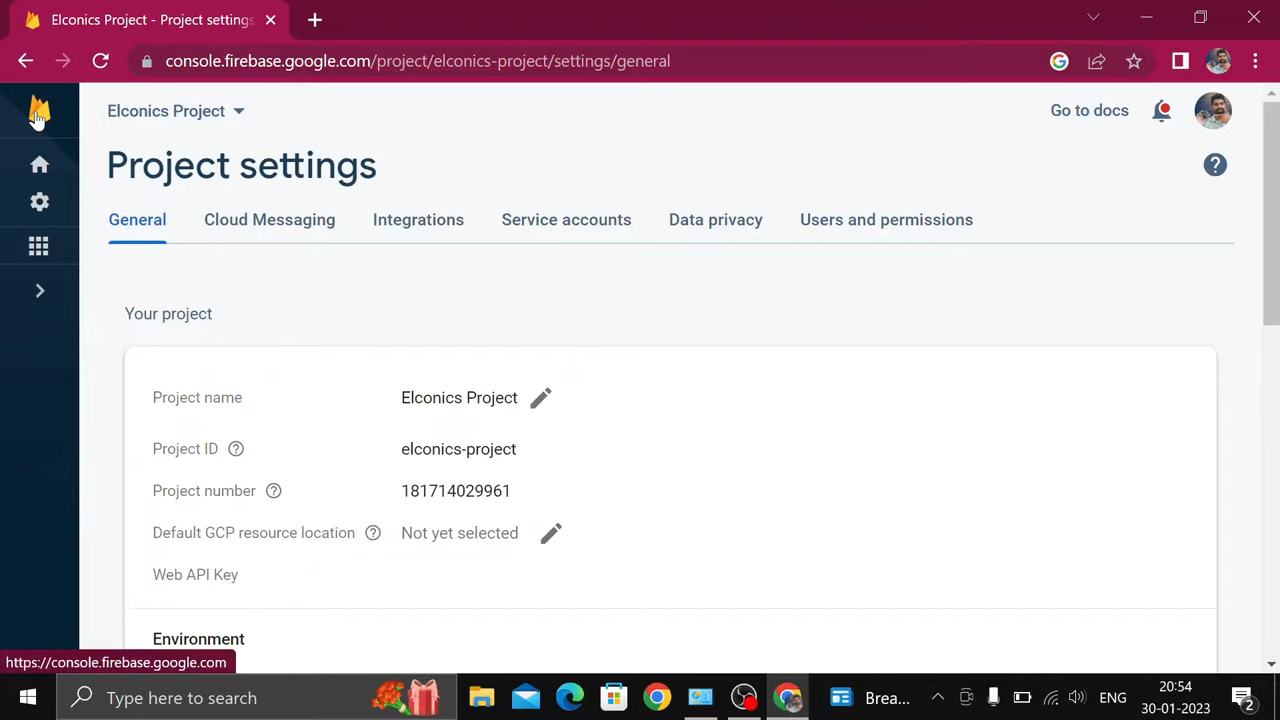 Elconics Project - Project settings
console.firebase.google.com/project/elconics-project/settings/general
Elconics Project
Go to docs
Project settings
General Cloud Messaging Integrations Service accounts Data privacy Users and permissions
Your project
Project name Elconics Project
Project ID elconics-project
Project number 181714029961
Default GCP resource location Not yet selected
Web API Key
Environment
https://console.firebase.google.com
Type here to search
Brea...
ENG
20:54
30-01-2023
2